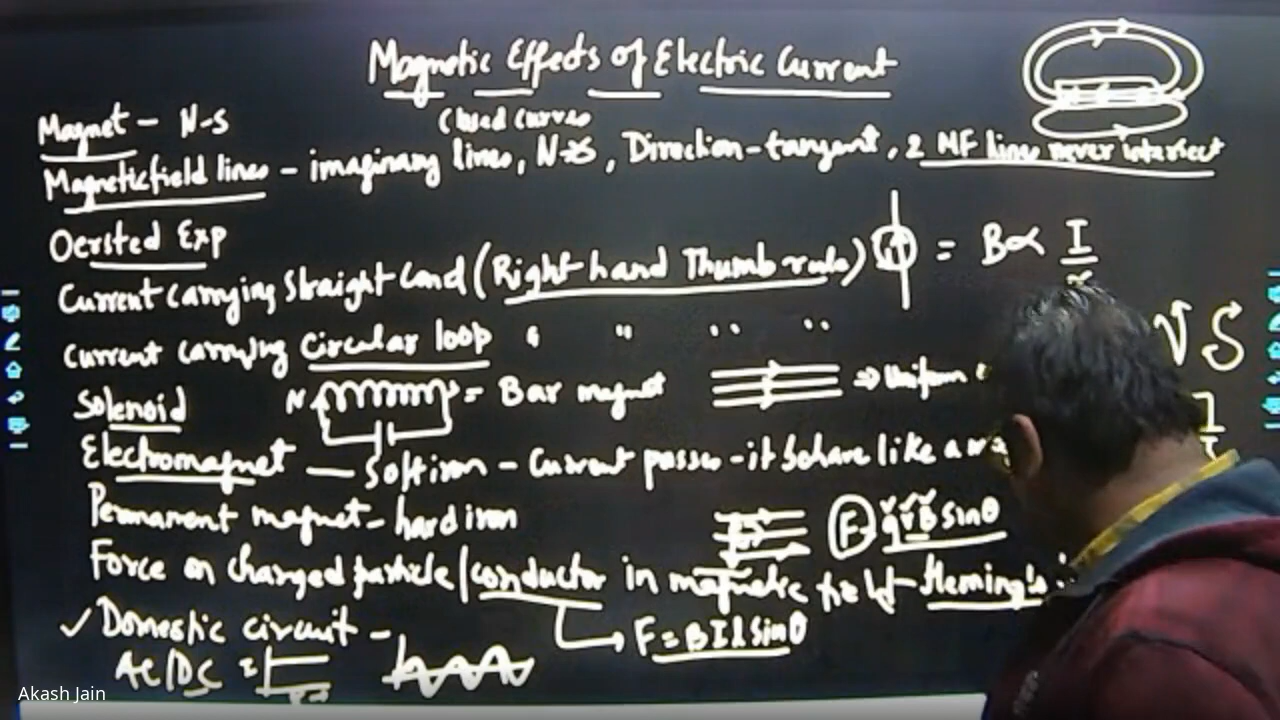 Magnetic Effects of Electric Current
Magnet - N-S
Closed curves
Magnetic field lines - imaginary lines, N→S, Direction - tangent, 2 MF lines never intersect
Oersted Exp
Current carrying straight Cond (Right hand Thumb rule) = B∝ I/r
Current carrying Circular loop " " " "
N S
Solenoid N = Bar magnet ⇒ Uniform
Electromagnet — Soft iron - Current passes - it behave like a
Permanent magnet - hard iron
F = qvB sinθ
Force on charged particle/conductor in magnetic field - Fleming's
✓ Domestic circuit -
F = BIl sinθ
AC/DC =
Akash Jain